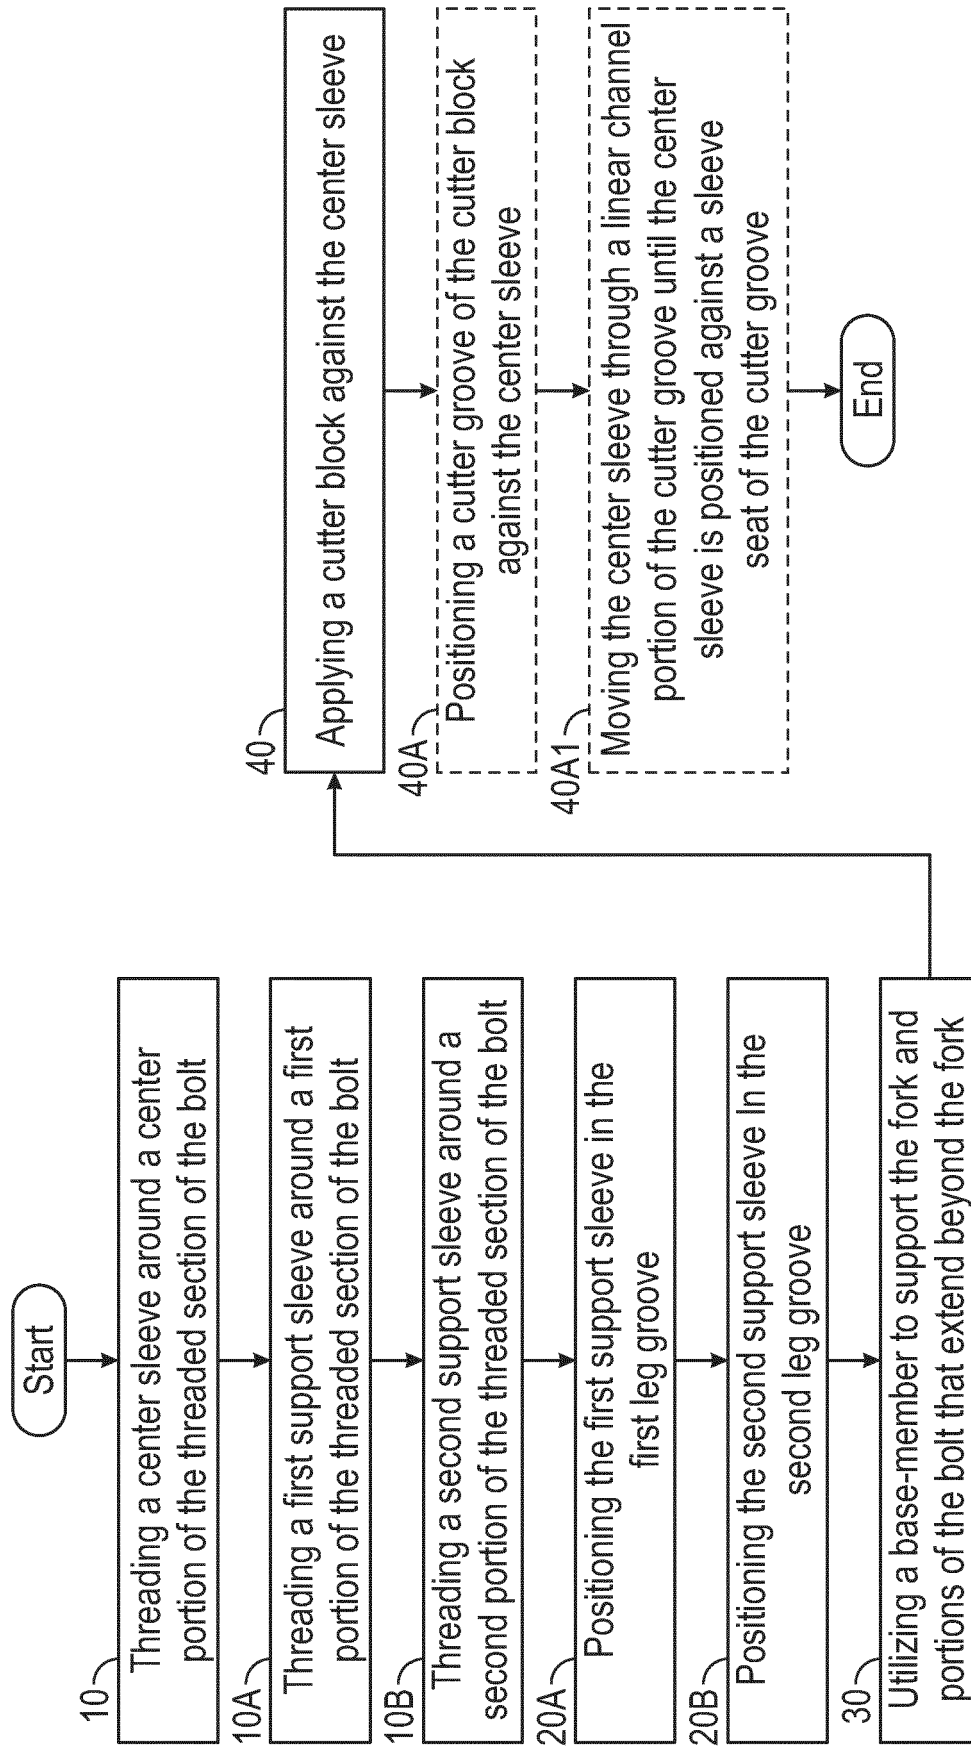 Start
10
Threading a center sleeve around a center
portion of the threaded section of the bolt
10A
Threading a first support sleeve around a first
portion of the threaded section of the bolt
10B
Threading a second support sleeve around a
second portion of the threaded section of the bolt
20A
Positioning the first support sleeve in the
first leg groove
20B
Positioning the second support sleeve In the
second leg groove
30
Utilizing a base-member to support the fork and
portions of the bolt that extend beyond the fork
40
Applying a cutter block against the center sleeve
40A
Positioning a cutter groove of the cutter block
against the center sleeve
40A1
Moving the center sleeve through a linear channel
portion of the cutter groove until the center
sleeve is positioned against a sleeve
seat of the cutter groove
End